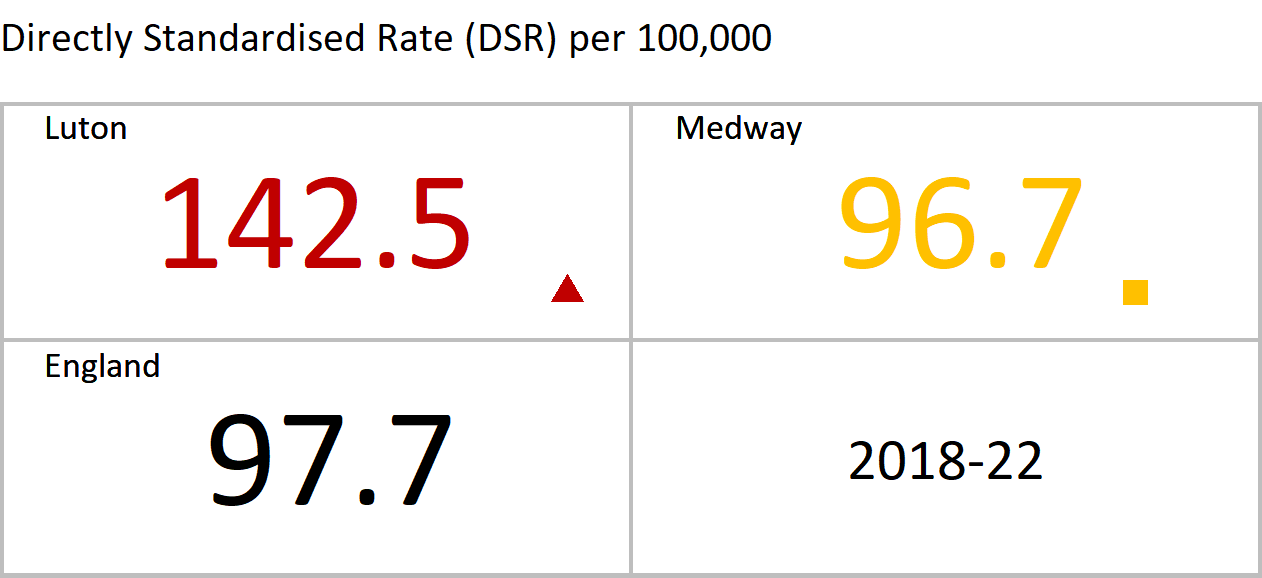 Directly Standardised Rate (DSR) per 100,000
Luton
142.5
Medway
96.7
England
97.7
2018-22